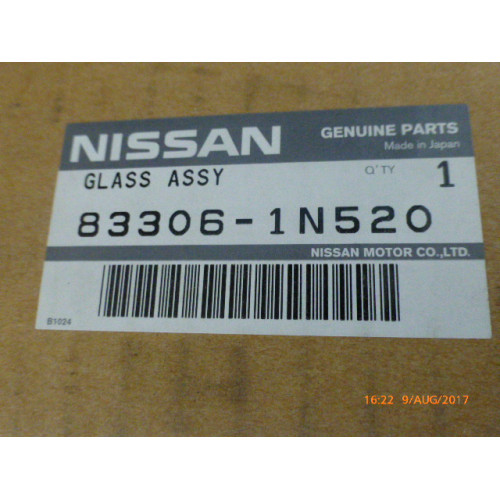 NISSAN GENUINE PARTS
Made in Japan
GLASS ASSY Q'TY 1
83306-1N520
NISSAN MOTOR CO.,LTD.
B1024
16:22 9/AUG/2017